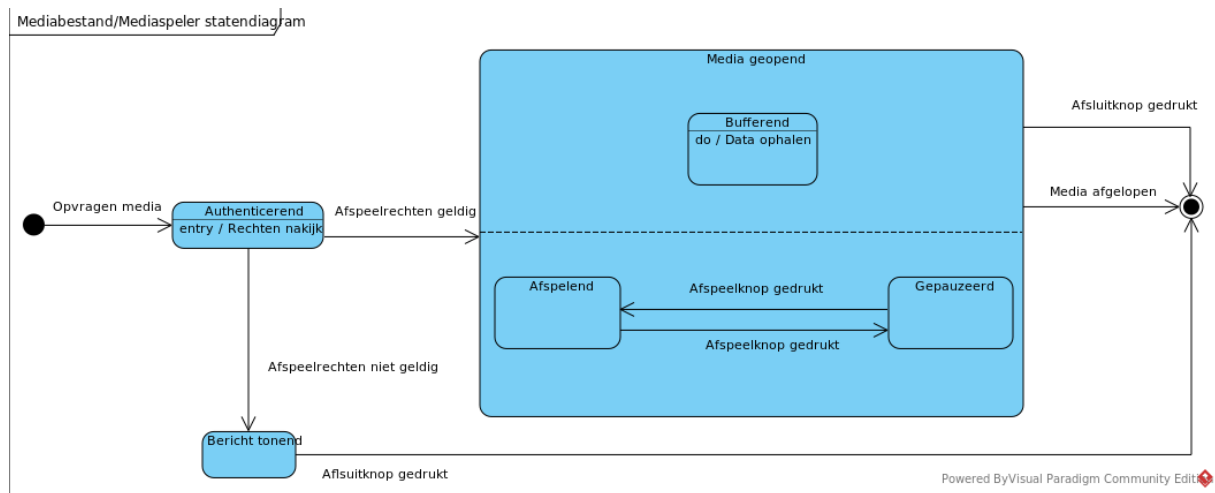 Mediabestand/Mediaspeler statendiagram
Media geopend
Bufferend
do / Data ophalen
Afsluitknop gedrukt
Opvragen media
Authenticerend
entry / Rechten nakijk
Afspeelrechten geldig
Media afgelopen
Afspelend
Afspeelknop gedrukt
Gepauzeerd
Afspeelknop gedrukt
Afspeelrechten niet geldig
Bericht tonend
Aflsuitknop gedrukt
Powered ByVisual Paradigm Community Editi